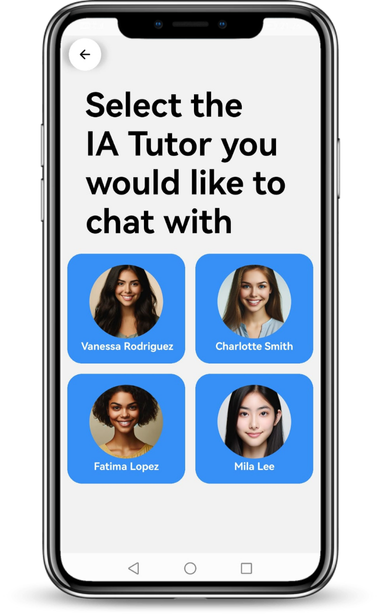 Select the
IA Tutor you
would like to
chat with
Vanessa Rodriguez
Charlotte Smith
Fatima Lopez
Mila Lee